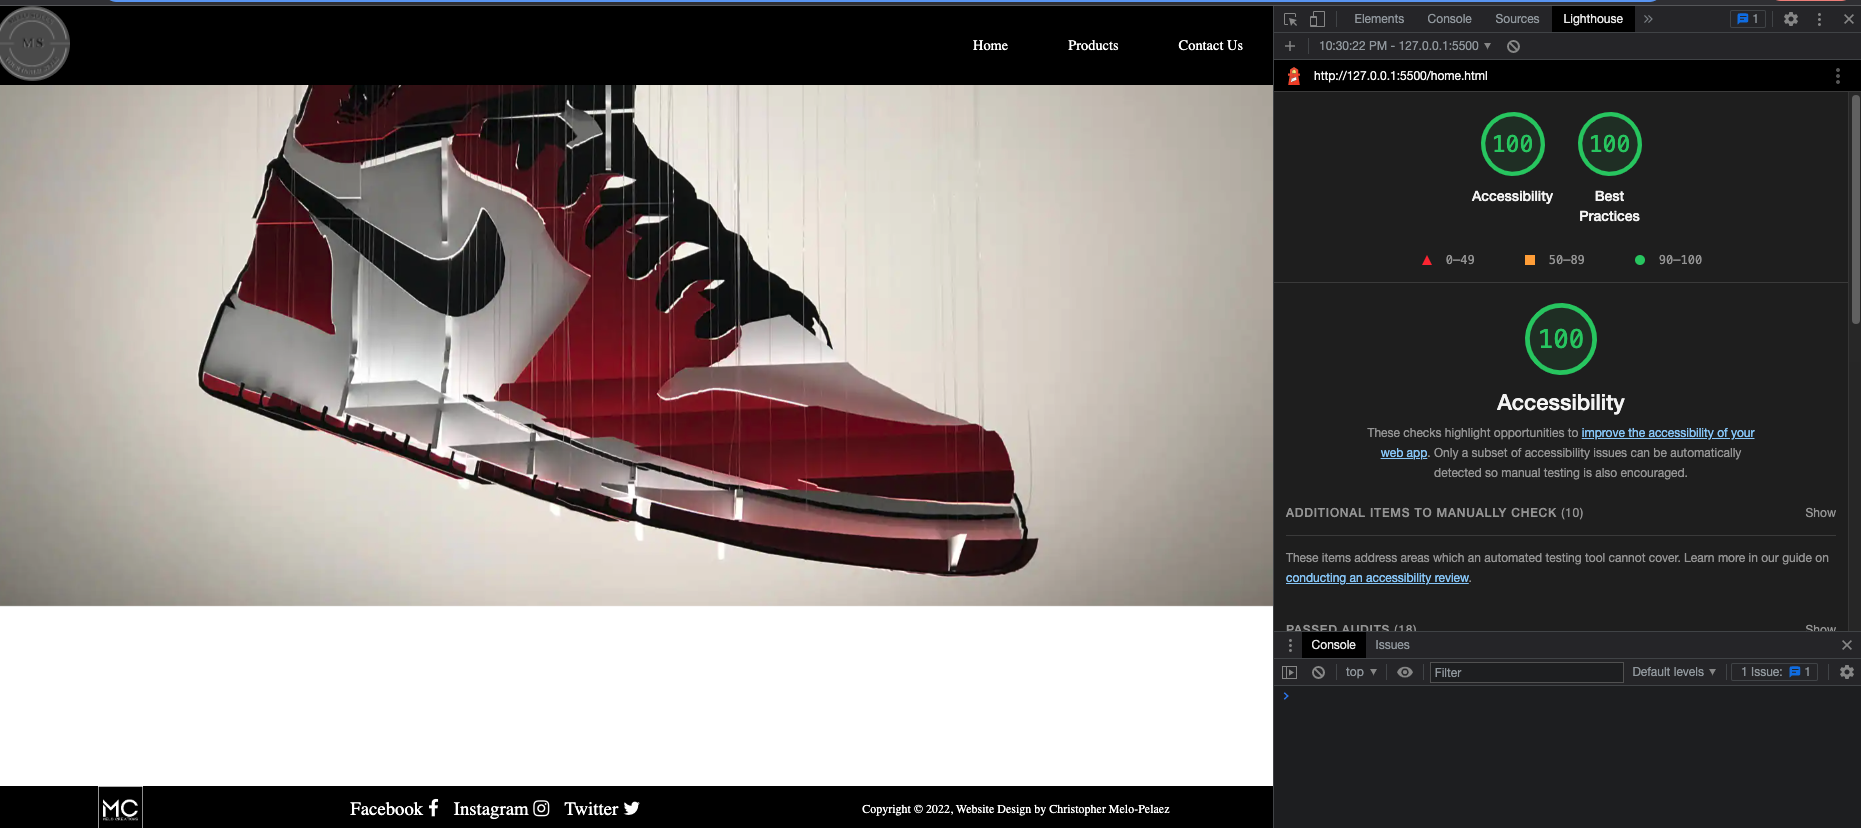 MS
Home
Products
Contact Us
Elements
Console
Sources
Lighthouse
1
10:30:22 PM - 127.0.0.1:5500
http://127.0.0.1:5500/home.html
100
100
Accessibility
Best
Practices
0–49
50–89
90–100
100
Accessibility
These checks highlight opportunities to improve the accessibility of your
web app. Only a subset of accessibility issues can be automatically
detected so manual testing is also encouraged.
ADDITIONAL ITEMS TO MANUALLY CHECK (10)
Show
These items address areas which an automated testing tool cannot cover. Learn more in our guide on
conducting an accessibility review.
PASSED AUDITS (18)
Show
Console
Issues
top
Filter
Default levels
1 Issue:
1
MC
Facebook
Instagram
Twitter
Copyright © 2022, Website Design by Christopher Melo-Pelaez